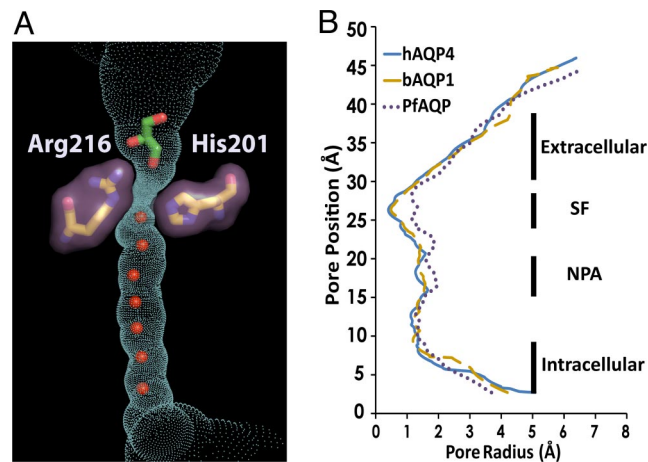 A
Arg216 His201
B
hAQP4
bAQP1
PfAQP
Pore Position (Å)
50
45
40
35
30
25
20
15
10
5
0
Extracellular
SF
NPA
Intracellular
0 1 2 3 4 5 6 7 8
Pore Radius (Å)